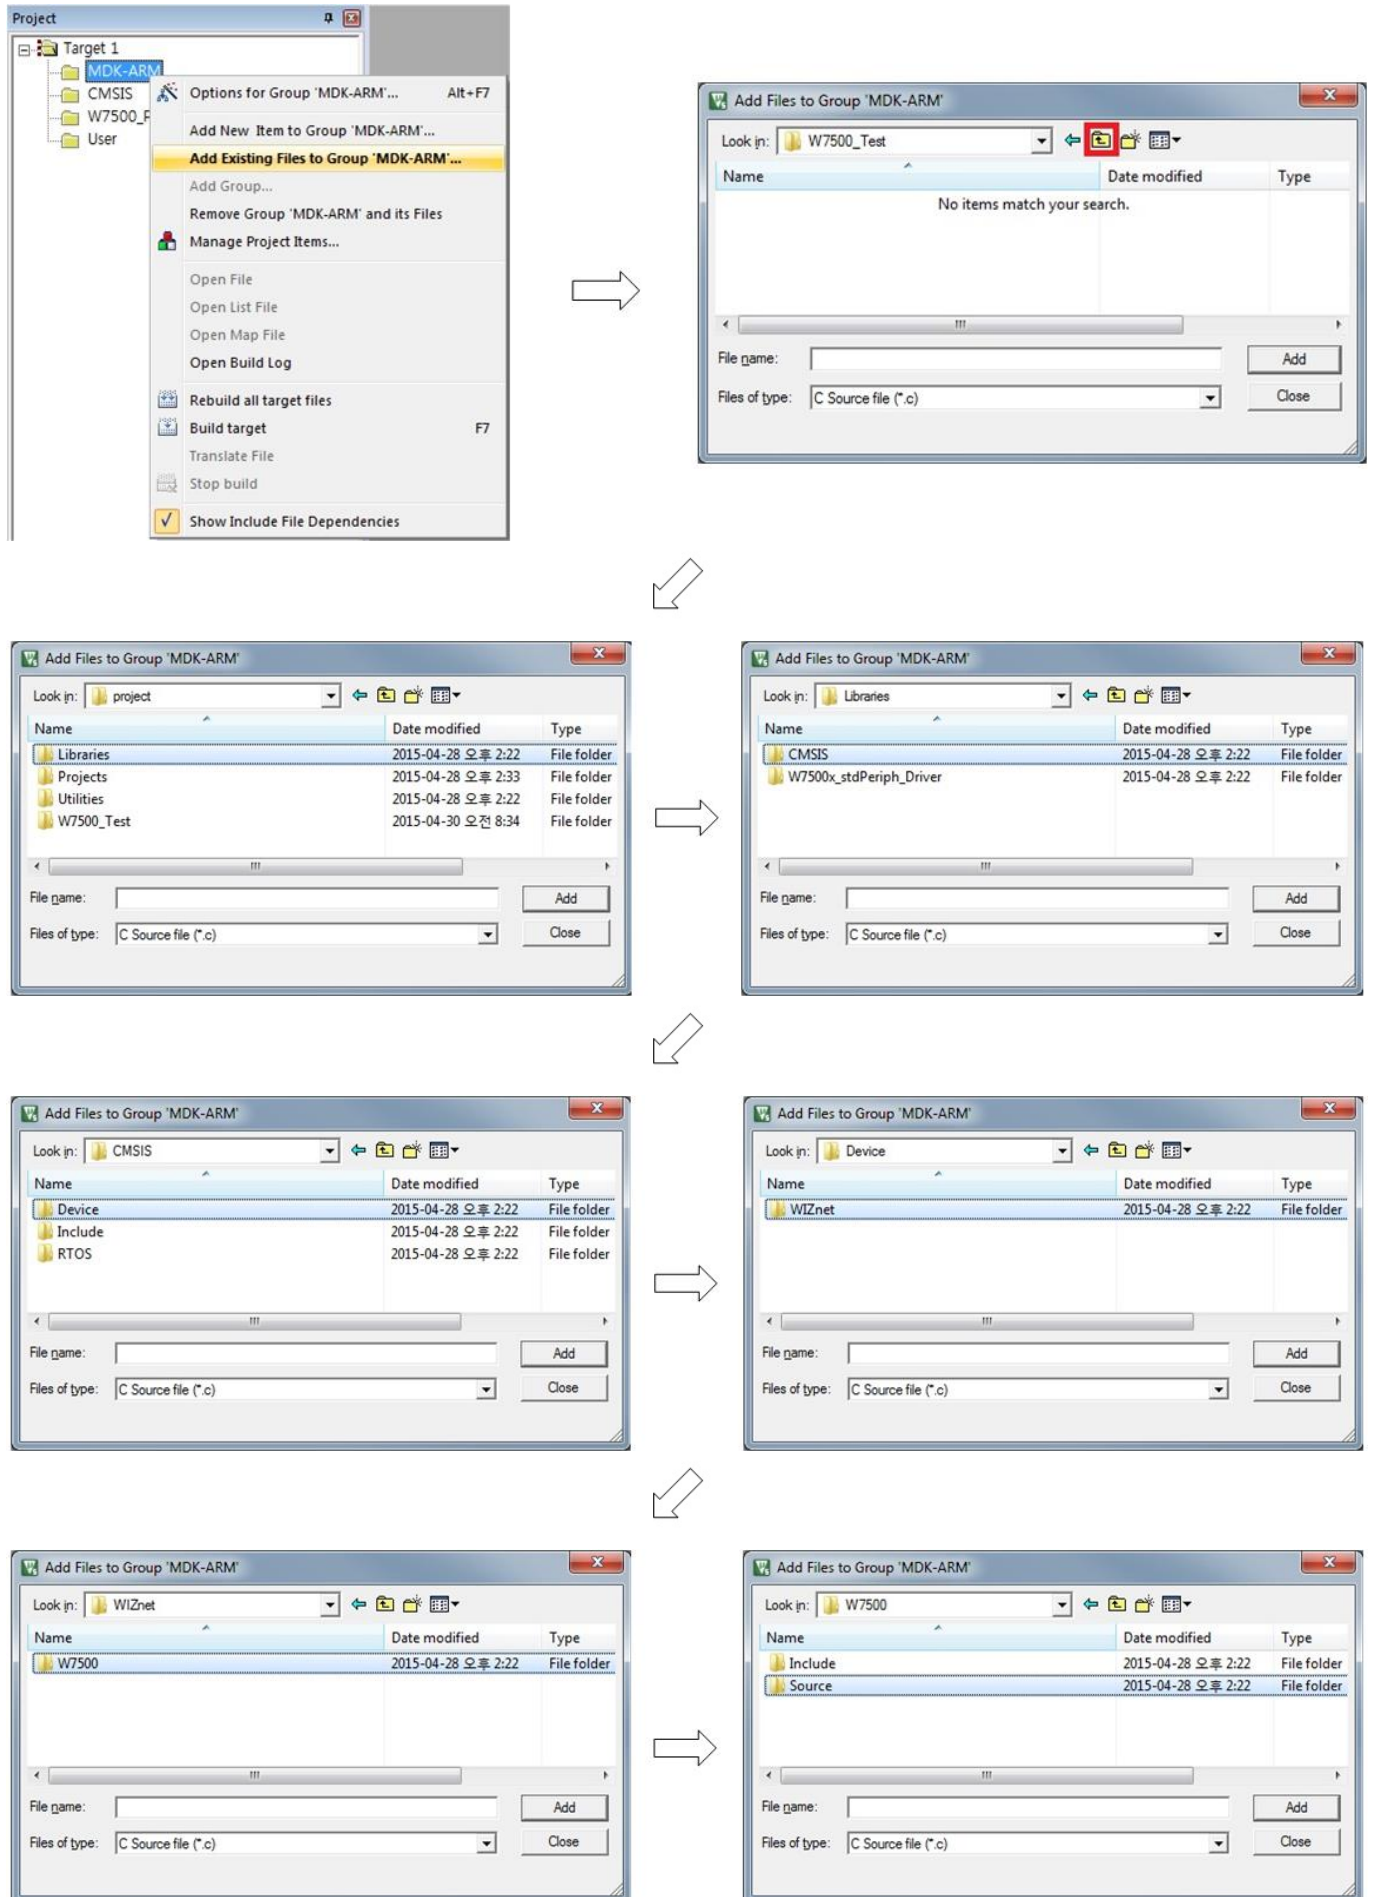 Project
Target 1
MDK-ARM
CMSIS
W7500_P
User
Options for Group 'MDK-ARM'... Alt+F7
Add New Item to Group 'MDK-ARM'...
Add Existing Files to Group 'MDK-ARM'...
Add Group...
Remove Group 'MDK-ARM' and its Files
Manage Project Items...
Open File
Open List File
Open Map File
Open Build Log
Rebuild all target files
Build target F7
Translate File
Stop build
Show Include File Dependencies
Add Files to Group 'MDK-ARM'
Look in: W7500_Test
Name Date modified Type
No items match your search.
File name: Add
Files of type: C Source file (*.c) Close
Add Files to Group 'MDK-ARM'
Look in: project
Name Date modified Type
Libraries 2015-04-28 오후 2:22 File folder
Projects 2015-04-28 오후 2:33 File folder
Utilities 2015-04-28 오후 2:22 File folder
W7500_Test 2015-04-30 오전 8:34 File folder
File name: Add
Files of type: C Source file (*.c) Close
Add Files to Group 'MDK-ARM'
Look in: Libraries
Name Date modified Type
CMSIS 2015-04-28 오후 2:22 File folder
W7500x_stdPeriph_Driver 2015-04-28 오후 2:22 File folder
File name: Add
Files of type: C Source file (*.c) Close
Add Files to Group 'MDK-ARM'
Look in: CMSIS
Name Date modified Type
Device 2015-04-28 오후 2:22 File folder
Include 2015-04-28 오후 2:22 File folder
RTOS 2015-04-28 오후 2:22 File folder
File name: Add
Files of type: C Source file (*.c) Close
Add Files to Group 'MDK-ARM'
Look in: Device
Name Date modified Type
WIZnet 2015-04-28 오후 2:22 File folder
File name: Add
Files of type: C Source file (*.c) Close
Add Files to Group 'MDK-ARM'
Look in: WIZnet
Name Date modified Type
W7500 2015-04-28 오후 2:22 File folder
File name: Add
Files of type: C Source file (*.c) Close
Add Files to Group 'MDK-ARM'
Look in: W7500
Name Date modified Type
Include 2015-04-28 오후 2:22 File folder
Source 2015-04-28 오후 2:22 File folder
File name: Add
Files of type: C Source file (*.c) Close